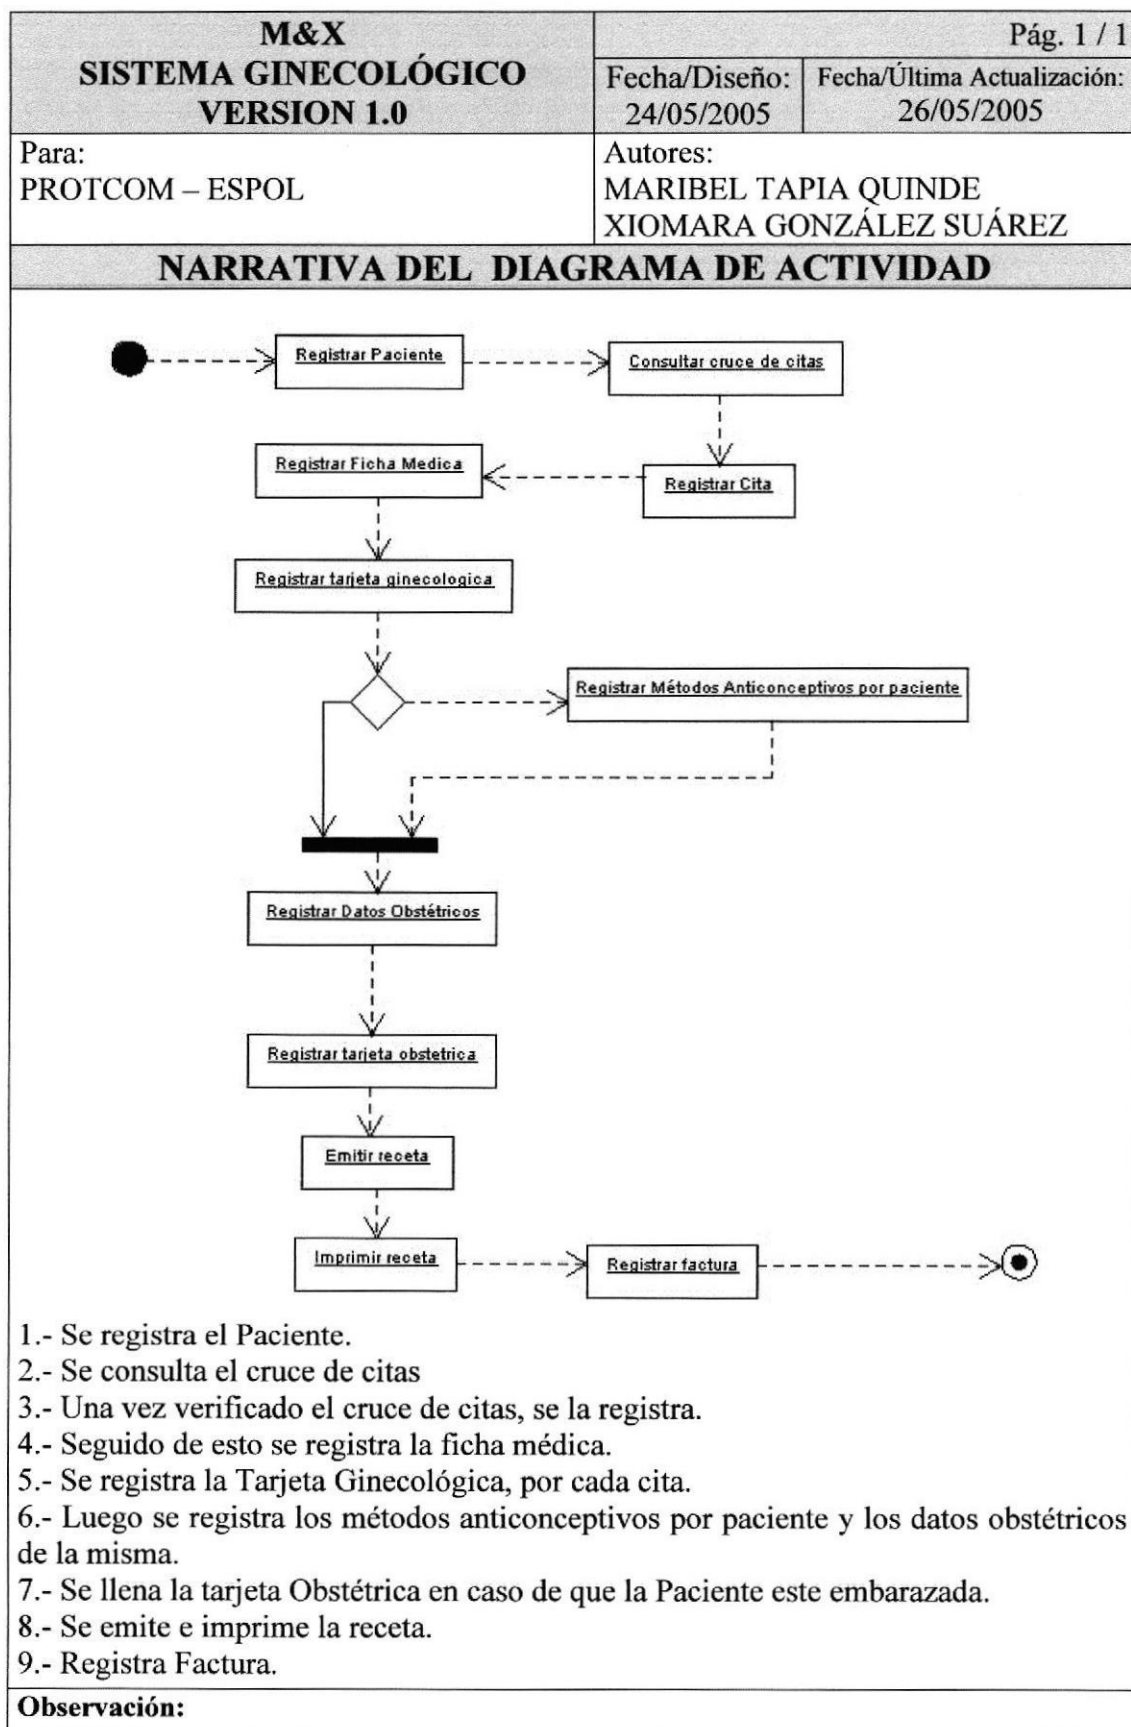 M&X
SISTEMA GINECOLÓGICO
VERSION 1.0
Pág. 1 / 1
Fecha/Diseño:
24/05/2005
Fecha/Última Actualización:
26/05/2005
Para:
PROTCOM – ESPOL
Autores:
MARIBEL TAPIA QUINDE
XIOMARA GONZÁLEZ SUÁREZ
NARRATIVA DEL DIAGRAMA DE ACTIVIDAD
Registrar Paciente
Consultar cruce de citas
Registrar Ficha Medica
Registrar Cita
Registrar tarjeta ginecologica
Registrar Métodos Anticonceptivos por paciente
Registrar Datos Obstétricos
Registrar tarjeta obstetrica
Emitir receta
Imprimir receta
Registrar factura
1.- Se registra el Paciente.
2.- Se consulta el cruce de citas
3.- Una vez verificado el cruce de citas, se la registra.
4.- Seguido de esto se registra la ficha médica.
5.- Se registra la Tarjeta Ginecológica, por cada cita.
6.- Luego se registra los métodos anticonceptivos por paciente y los datos obstétricos
de la misma.
7.- Se llena la tarjeta Obstétrica en caso de que la Paciente este embarazada.
8.- Se emite e imprime la receta.
9.- Registra Factura.
Observación: